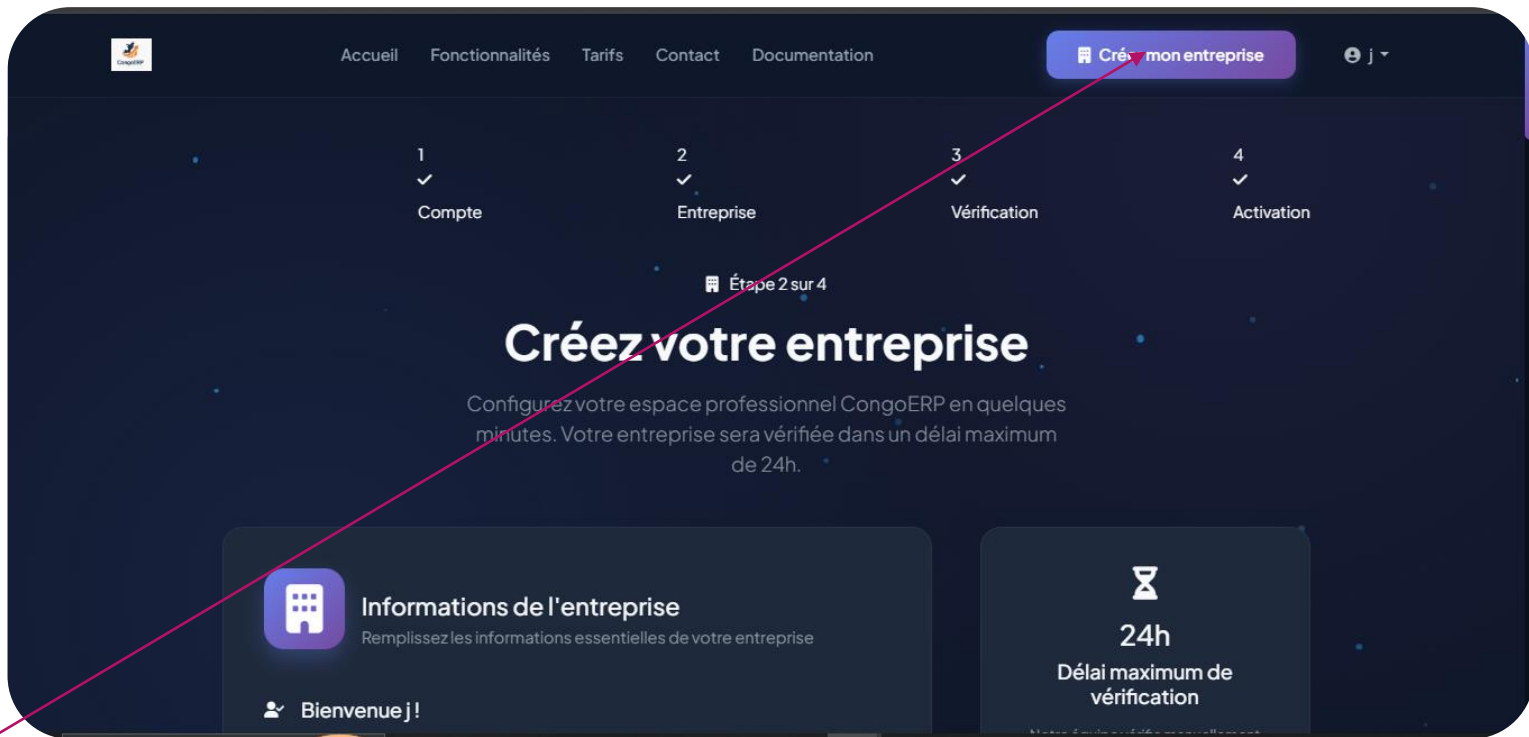 CongoERP
Accueil Fonctionnalités Tarifs Contact Documentation
Créer mon entreprise
j
1 2 3 4
Compte Entreprise Vérification Activation
Étape 2 sur 4
Créez votre entreprise
Configurez votre espace professionnel CongoERP en quelques
minutes. Votre entreprise sera vérifiée dans un délai maximum
de 24h.
Informations de l'entreprise
Remplissez les informations essentielles de votre entreprise
Bienvenue j !
24h
Délai maximum de
vérification